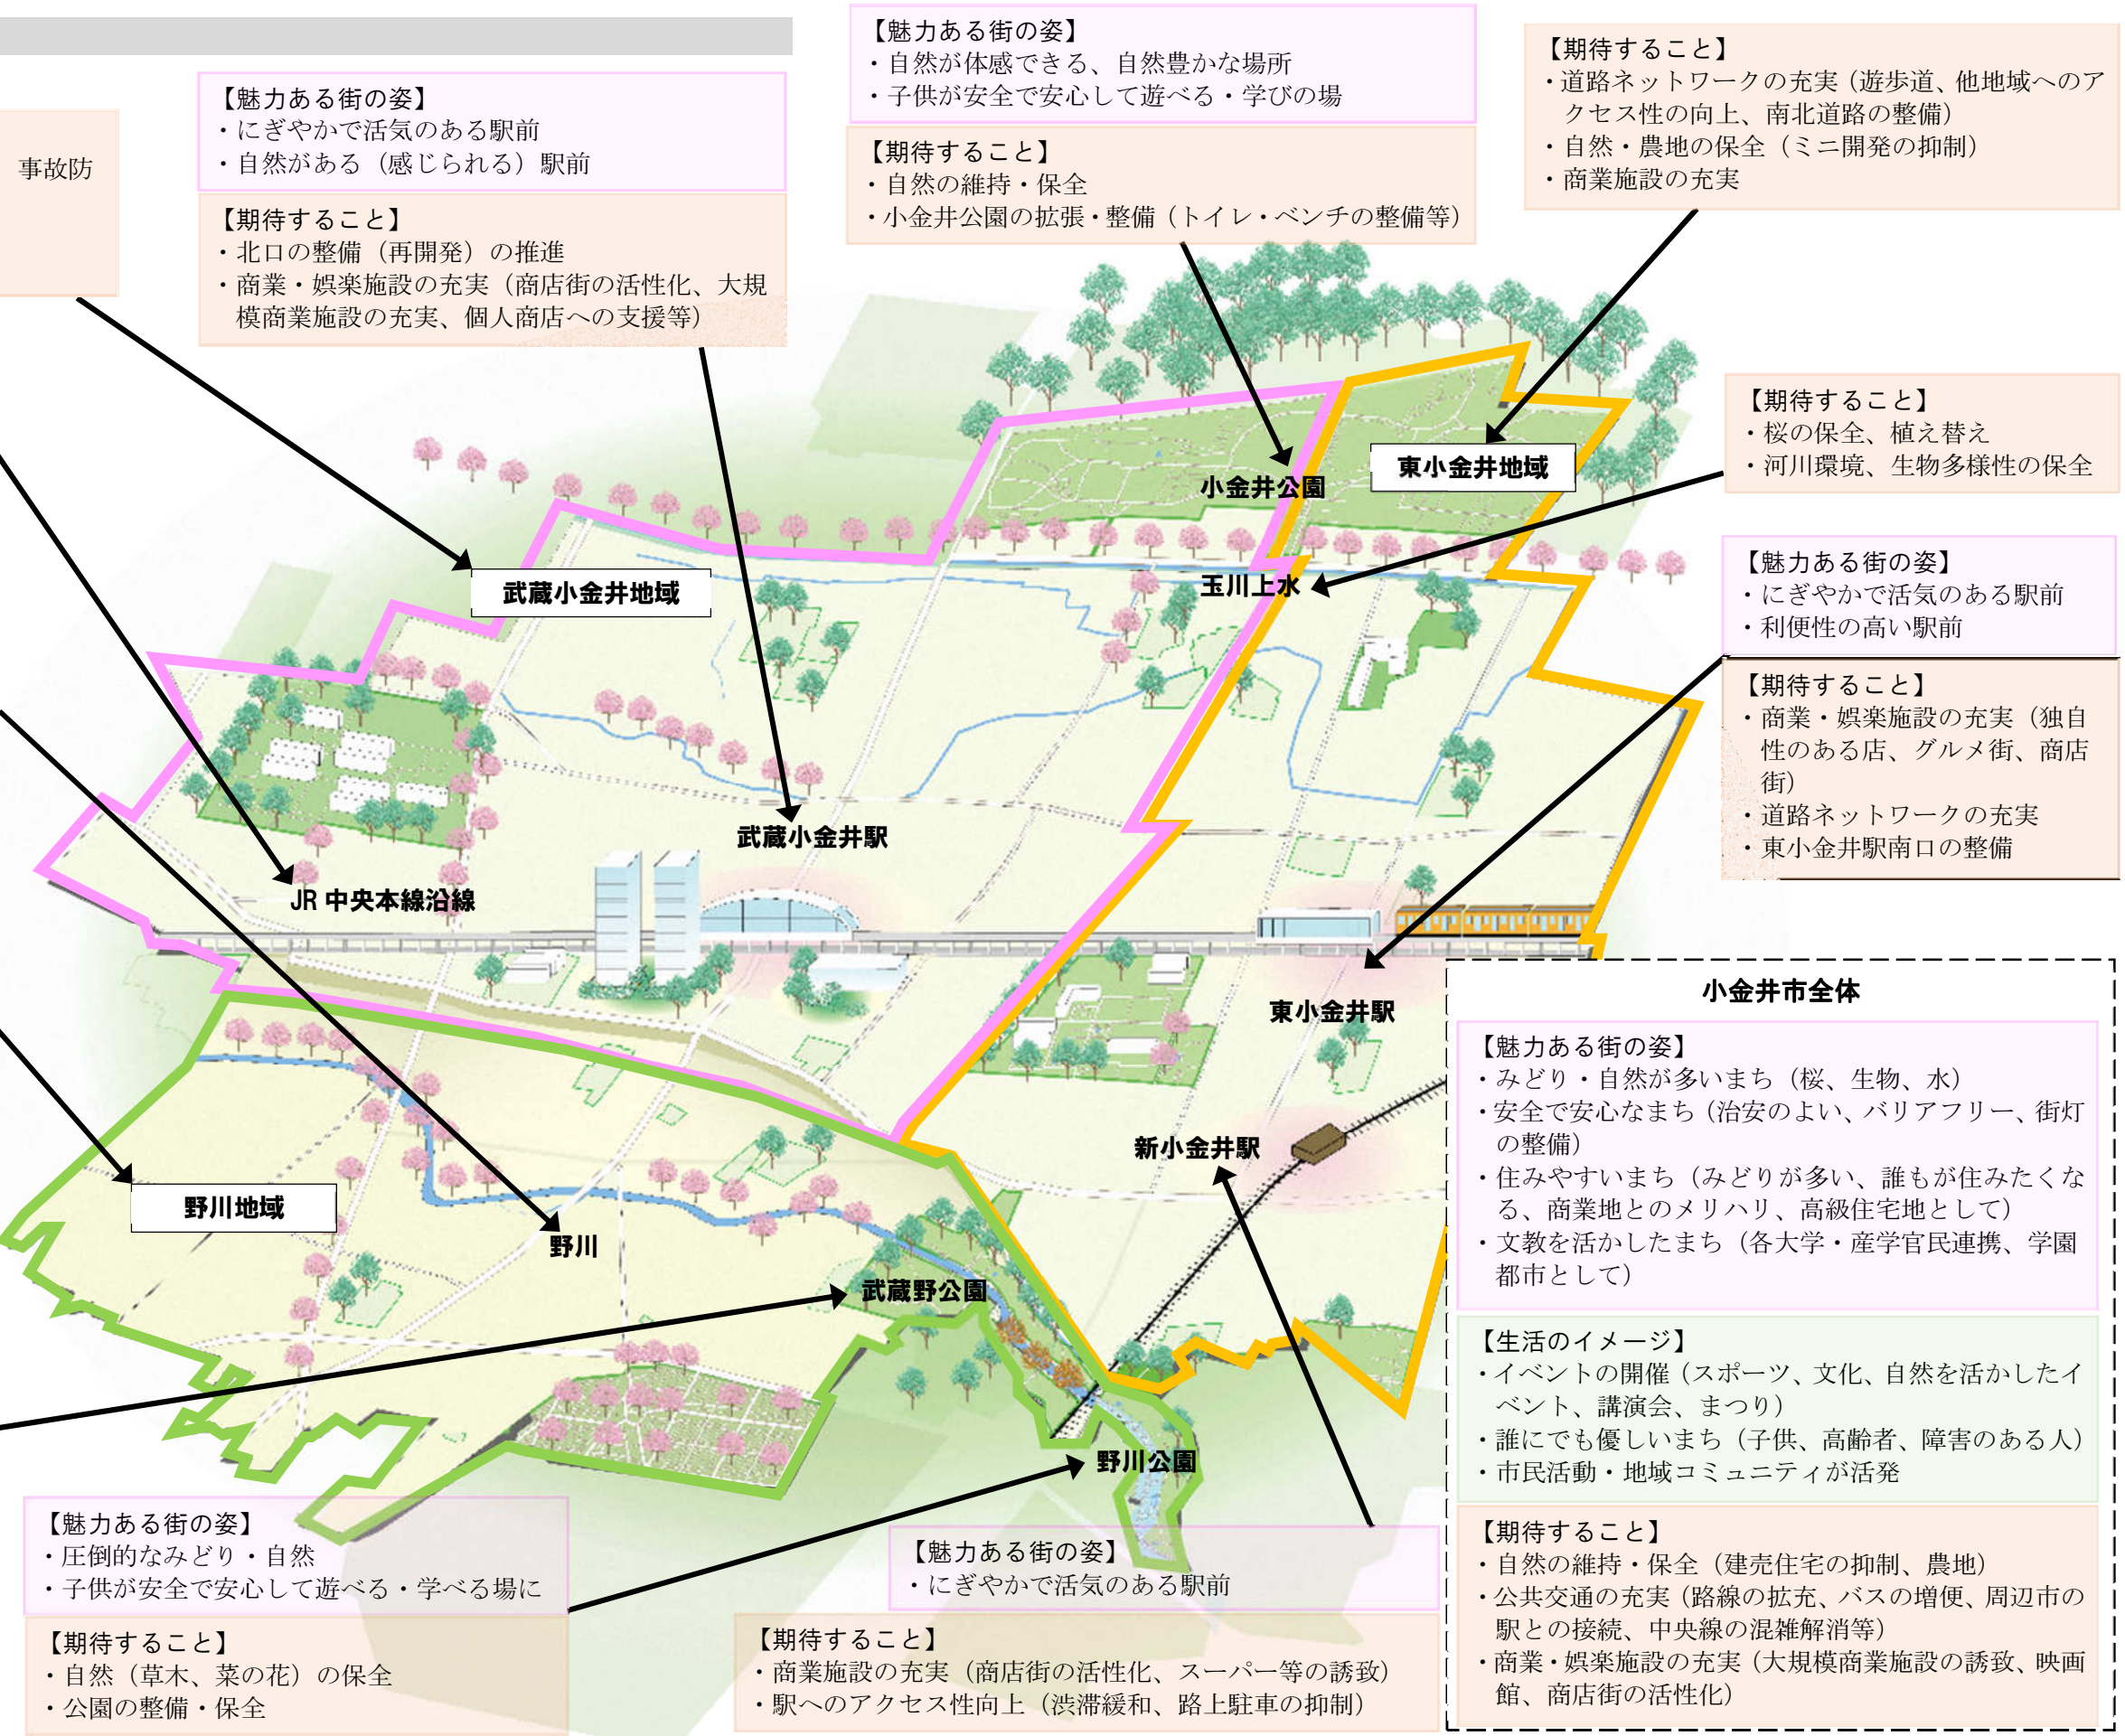 事故防
【魅力ある街の姿】
・にぎやかで活気のある駅前
・自然がある（感じられる）駅前
【期待すること】
・北口の整備（再開発）の推進
・商業・娯楽施設の充実（商店街の活性化、大規
模商業施設の充実、個人商店への支援等）
【魅力ある街の姿】
・自然が体感できる、自然豊かな場所
・子供が安全で安心して遊べる・学びの場
【期待すること】
・自然の維持・保全
・小金井公園の拡張・整備（トイレ・ベンチの整備等）
【期待すること】
・道路ネットワークの充実（遊歩道、他地域へのア
クセス性の向上、南北道路の整備）
・自然・農地の保全（ミニ開発の抑制）
・商業施設の充実
【期待すること】
・桜の保全、植え替え
・河川環境、生物多様性の保全
【魅力ある街の姿】
・にぎやかで活気のある駅前
・利便性の高い駅前
【期待すること】
・商業・娯楽施設の充実（独自
性のある店、グルメ街、商店
街）
・道路ネットワークの充実
・東小金井駅南口の整備
東小金井地域
小金井公園
武蔵小金井地域
玉川上水
武蔵小金井駅
JR 中央本線沿線
東小金井駅
新小金井駅
野川地域
野川
武蔵野公園
野川公園
小金井市全体
【魅力ある街の姿】
・みどり・自然が多いまち（桜、生物、水）
・安全で安心なまち（治安のよい、バリアフリー、街灯
の整備）
・住みやすいまち（みどりが多い、誰もが住みたくな
る、商業地とのメリハリ、高級住宅地として）
・文教を活かしたまち（各大学・産学官民連携、学園
都市として）
【生活のイメージ】
・イベントの開催（スポーツ、文化、自然を活かしたイ
ベント、講演会、まつり）
・誰にでも優しいまち（子供、高齢者、障害のある人）
・市民活動・地域コミュニティが活発
【期待すること】
・自然の維持・保全（建売住宅の抑制、農地）
・公共交通の充実（路線の拡充、バスの増便、周辺市の
駅との接続、中央線の混雑解消等）
・商業・娯楽施設の充実（大規模商業施設の誘致、映画
館、商店街の活性化）
【魅力ある街の姿】
・圧倒的なみどり・自然
・子供が安全で安心して遊べる・学べる場に
【期待すること】
・自然（草木、菜の花）の保全
・公園の整備・保全
【魅力ある街の姿】
・にぎやかで活気のある駅前
【期待すること】
・商業施設の充実（商店街の活性化、スーパー等の誘致）
・駅へのアクセス性向上（渋滞緩和、路上駐車の抑制）